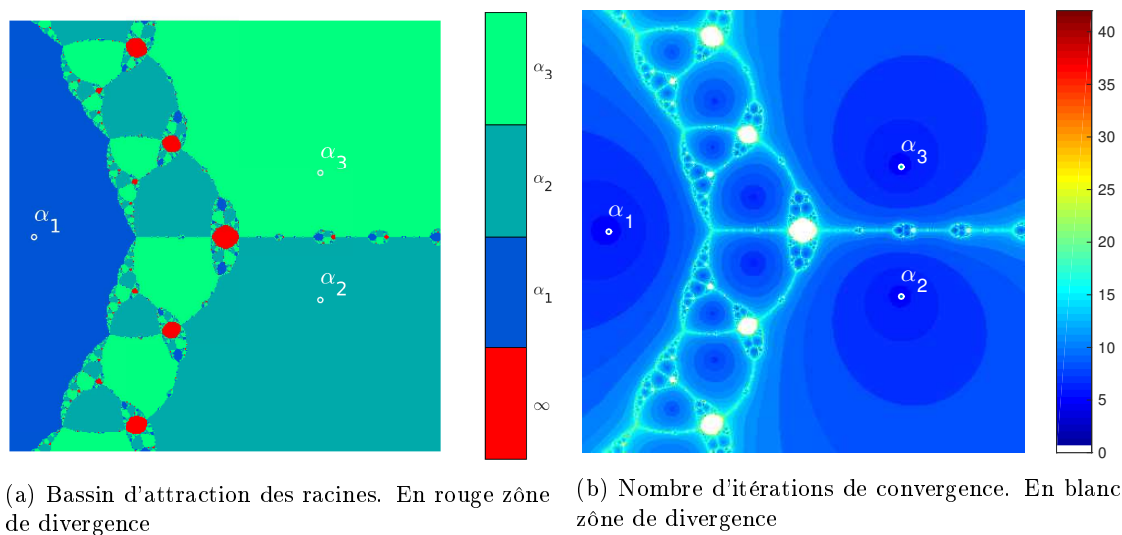 α1
α3
α2
α3
α2
α1
∞
α1
α3
α2
40
35
30
25
20
15
10
5
0
(a) Bassin d'attraction des racines. En rouge zône
de divergence
(b) Nombre d'itérations de convergence. En blanc
zône de divergence